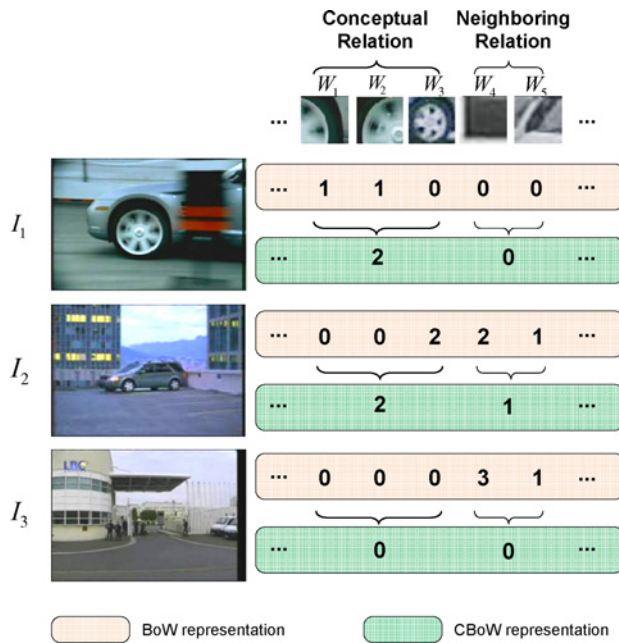 Conceptual Relation
Neighboring Relation
W₁ W₂ W₃ W₄ W₅
... ...
I₁
... 1 1 0 0 0 ...
... 2 0 ...
I₂
... 0 0 2 2 1 ...
... 2 1 ...
LRC
I₃
... 0 0 0 3 1 ...
... 0 0 ...
BoW representation
CBoW representation